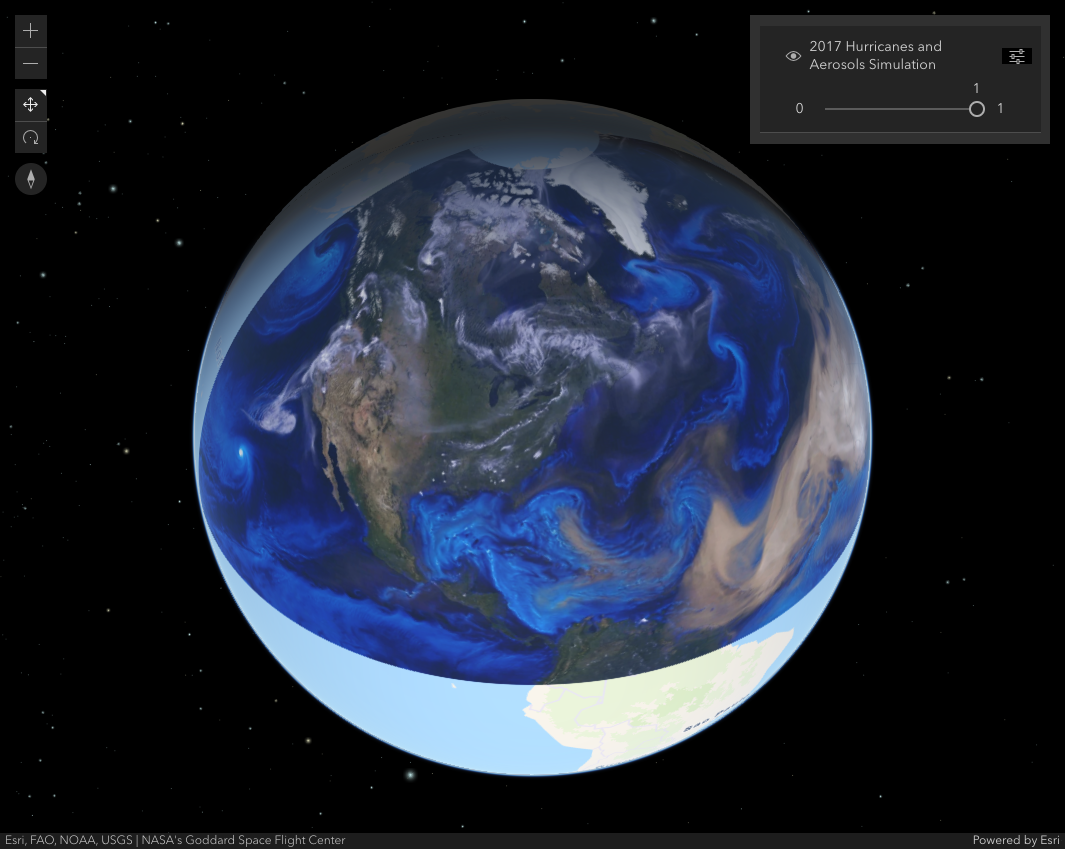 2017 Hurricanes and
Aerosols Simulation
1
0
1
Esri, FAO, NOAA, USGS | NASA's Goddard Space Flight Center
Powered by Esri